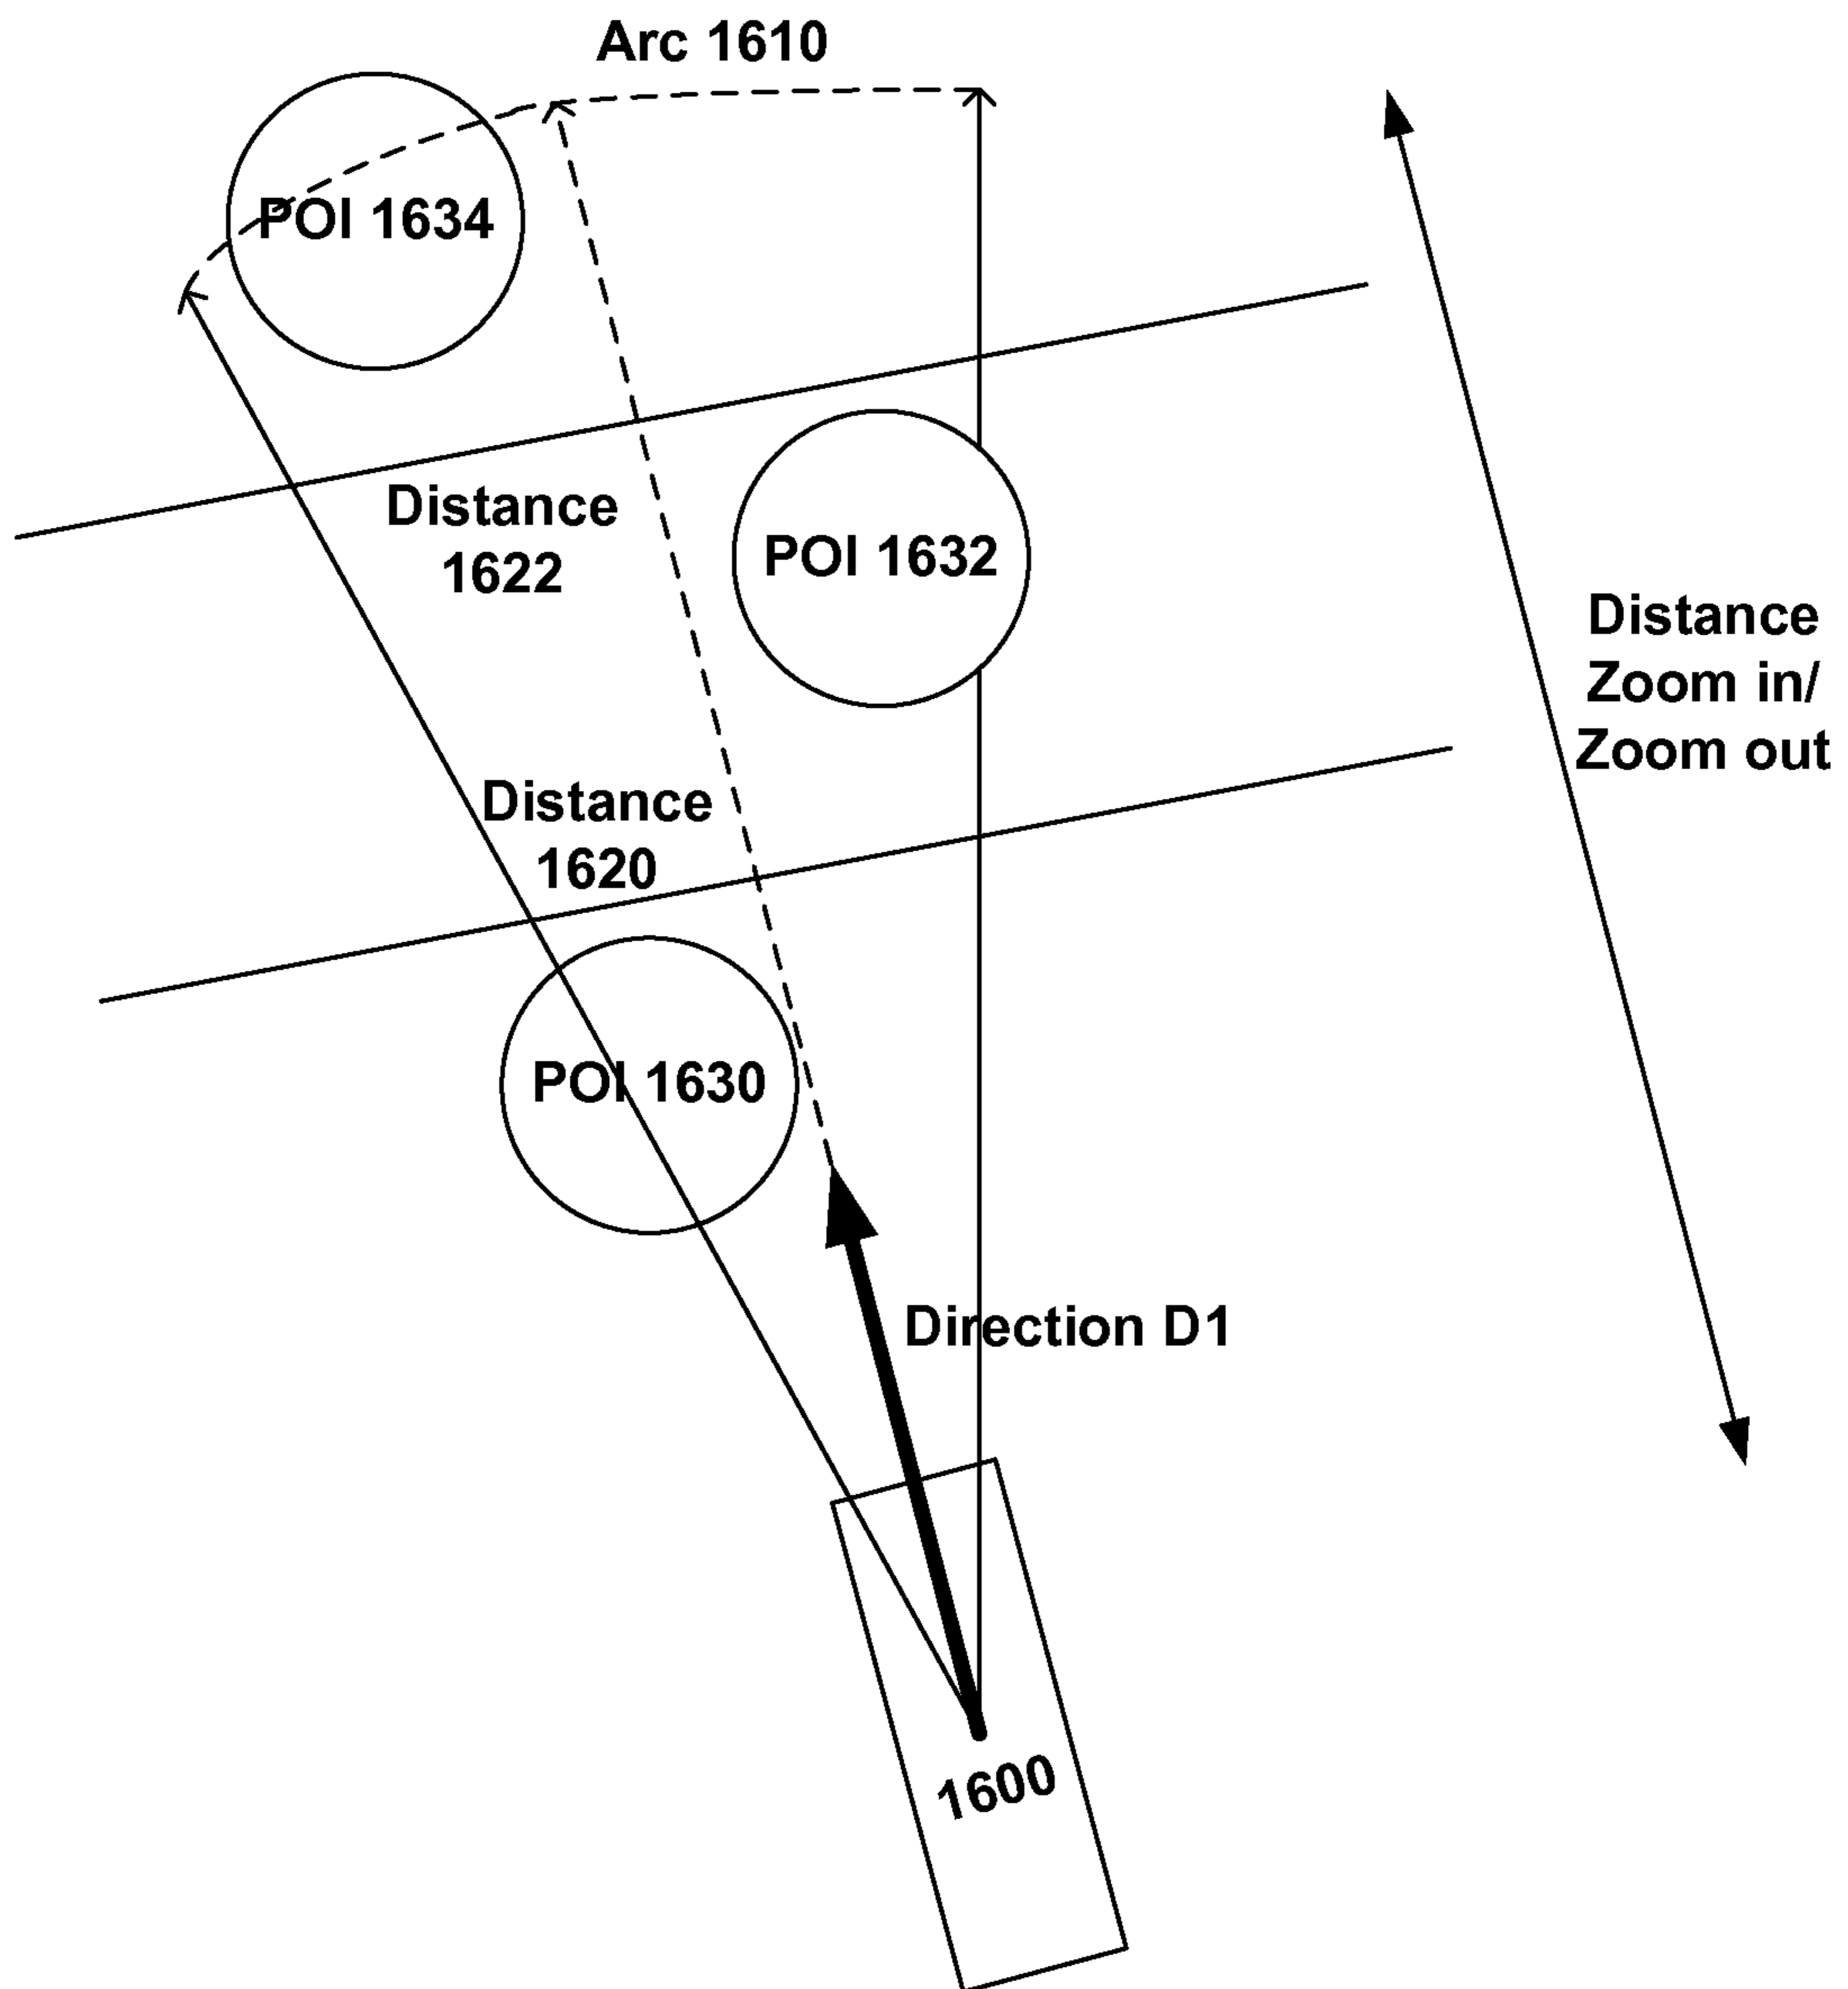 Arc 1610
POI 1634
Distance
1622
POI 1632
Distance
Zoom in/
Zoom out
Distance
1620
POI 1630
Direction D1
1600